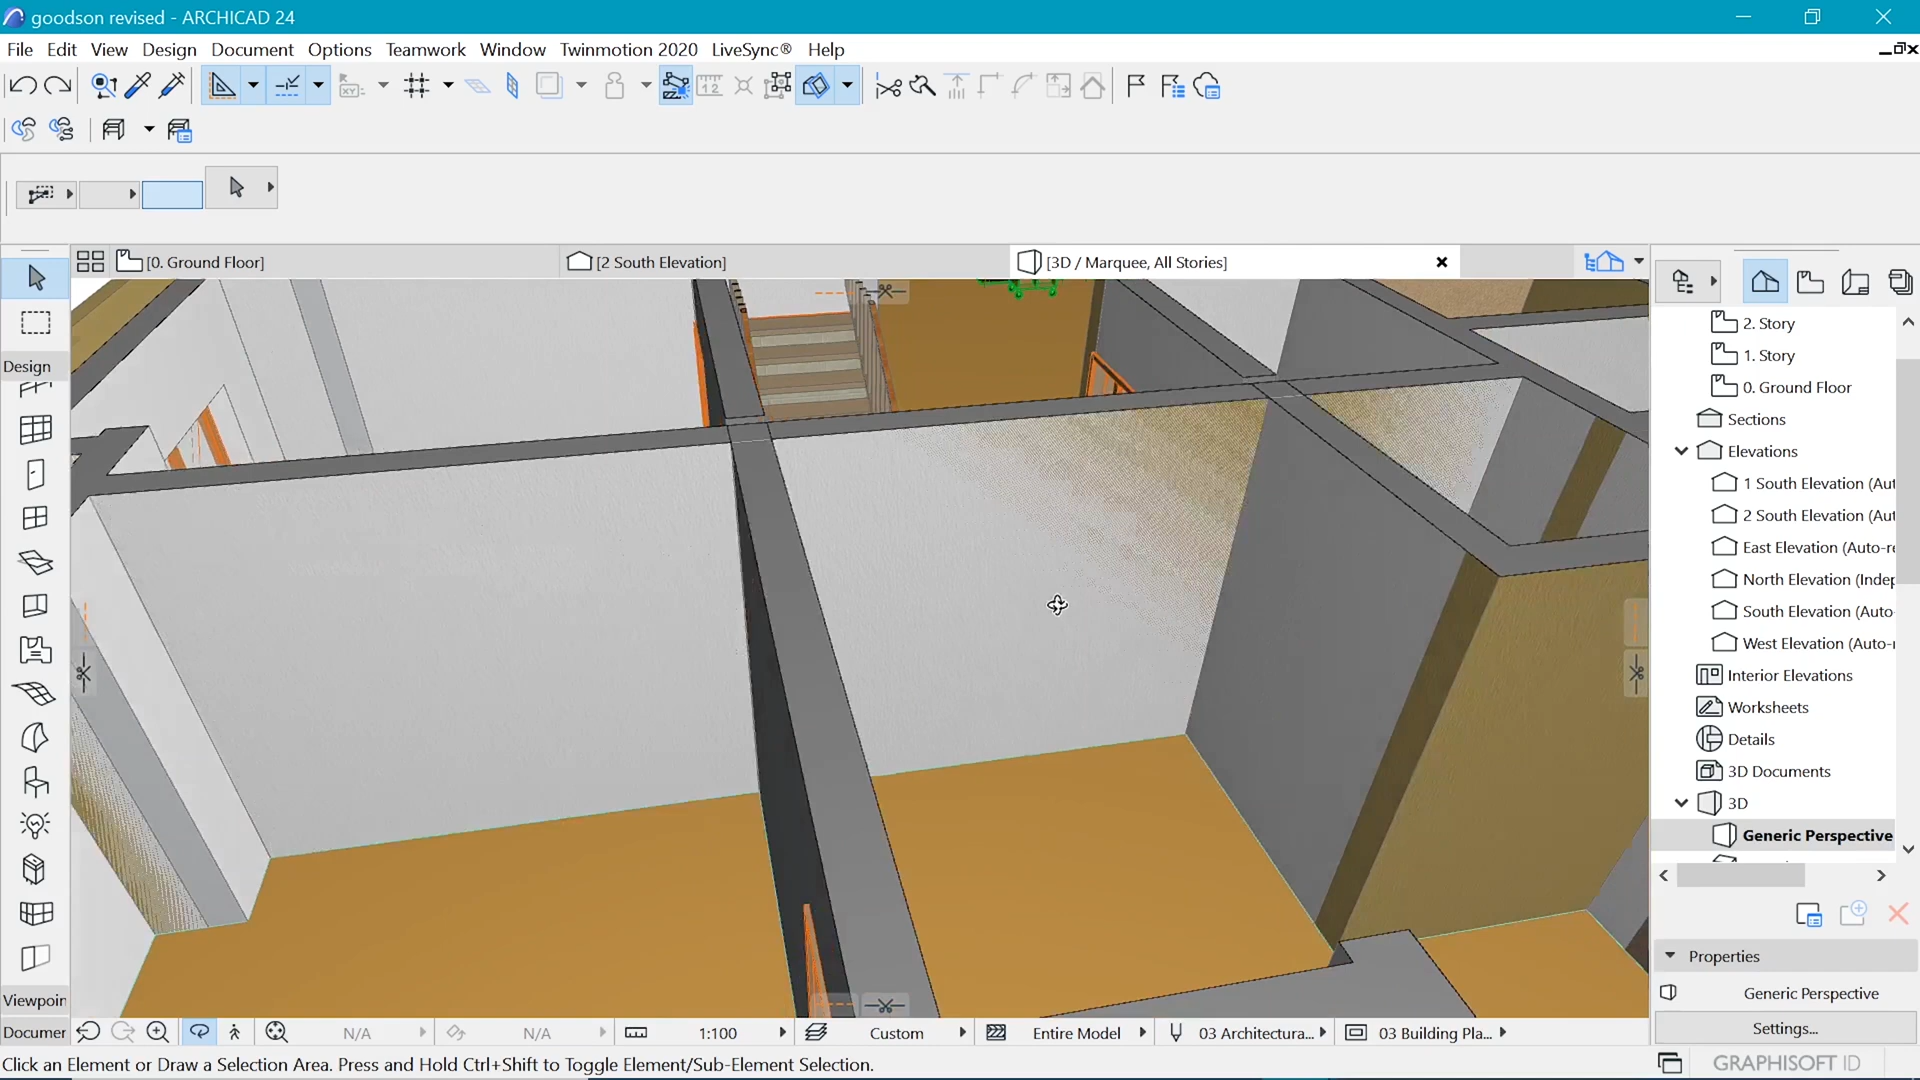 goodson revised - ARCHICAD 24
File Edit View Design Document Options Teamwork Window Twinmotion 2020 LiveSync® Help
[0. Ground Floor]
[2 South Elevation]
[3D / Marquee, All Stories]
Design
Viewpoin
Documer
2. Story
1. Story
0. Ground Floor
Sections
Elevations
1 South Elevation (Aut
2 South Elevation (Aut
East Elevation (Auto-re
North Elevation (Indep
South Elevation (Auto-
West Elevation (Auto-r
Interior Elevations
Worksheets
Details
3D Documents
3D
Generic Perspective
Properties
Generic Perspective
Settings...
N/A
N/A
1:100
Custom
Entire Model
03 Architectura...
03 Building Pla...
Click an Element or Draw a Selection Area. Press and Hold Ctrl+Shift to Toggle Element/Sub-Element Selection.
GRAPHISOFT ID